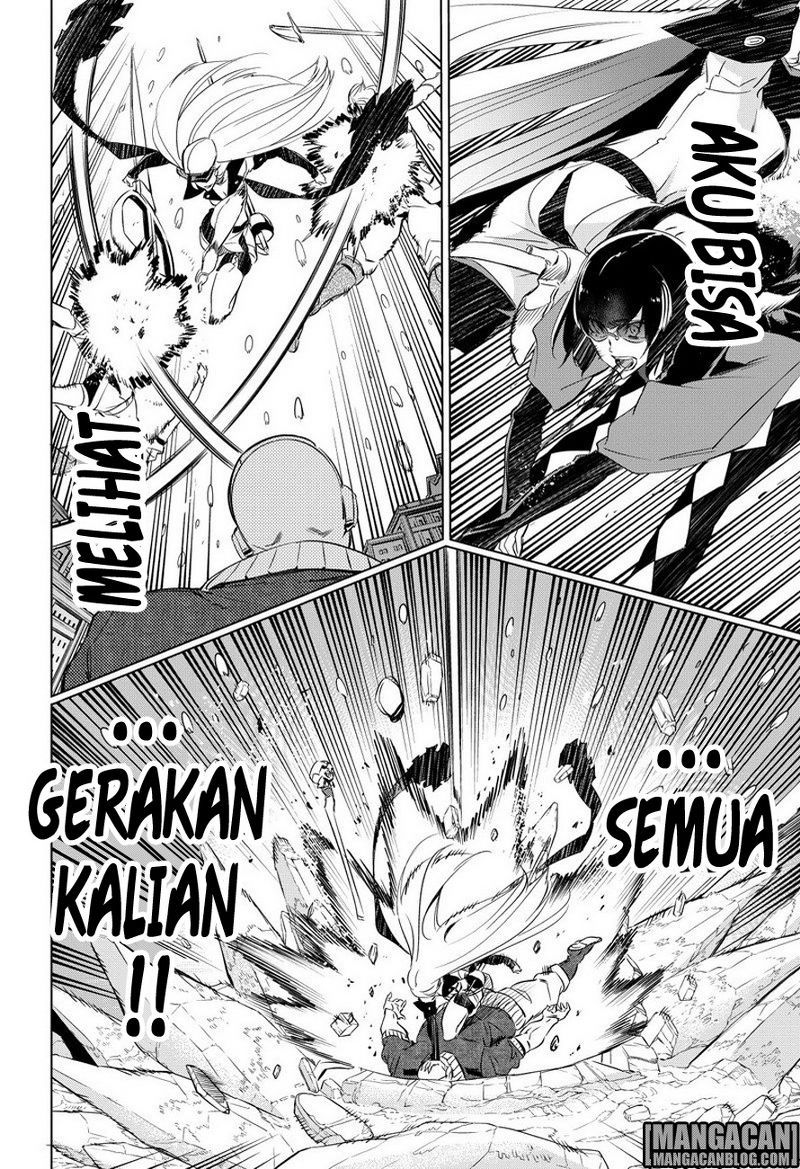 AKU BISA
MELIHAT
...
SEMUA
...
GERAKAN
KALIAN
!!
MANGACAN
MANGACANBLOG.COM